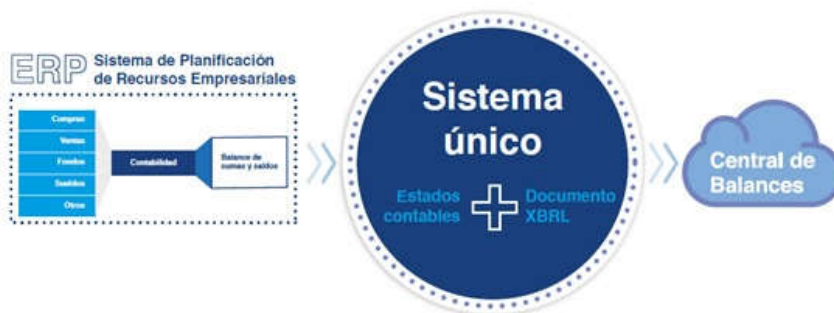 ERP Sistema de Planificación
de Recursos Empresariales
Compras
Ventas
Fondos
Sueldos
Otros
Contabilidad
Balance de
sumas y saldos
Sistema
único
Estados
contables
Documento
XBRL
Central de
Balances